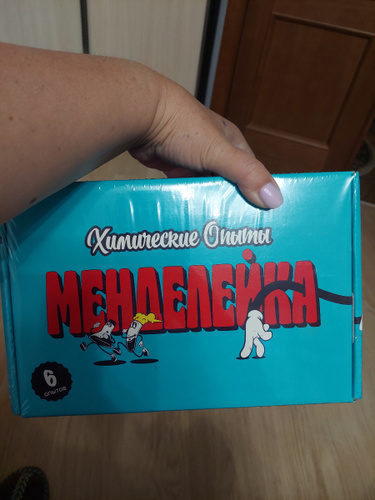 Химические Опыты
МЕНДЕЛЕЙКА
6
ОПЫТОВ